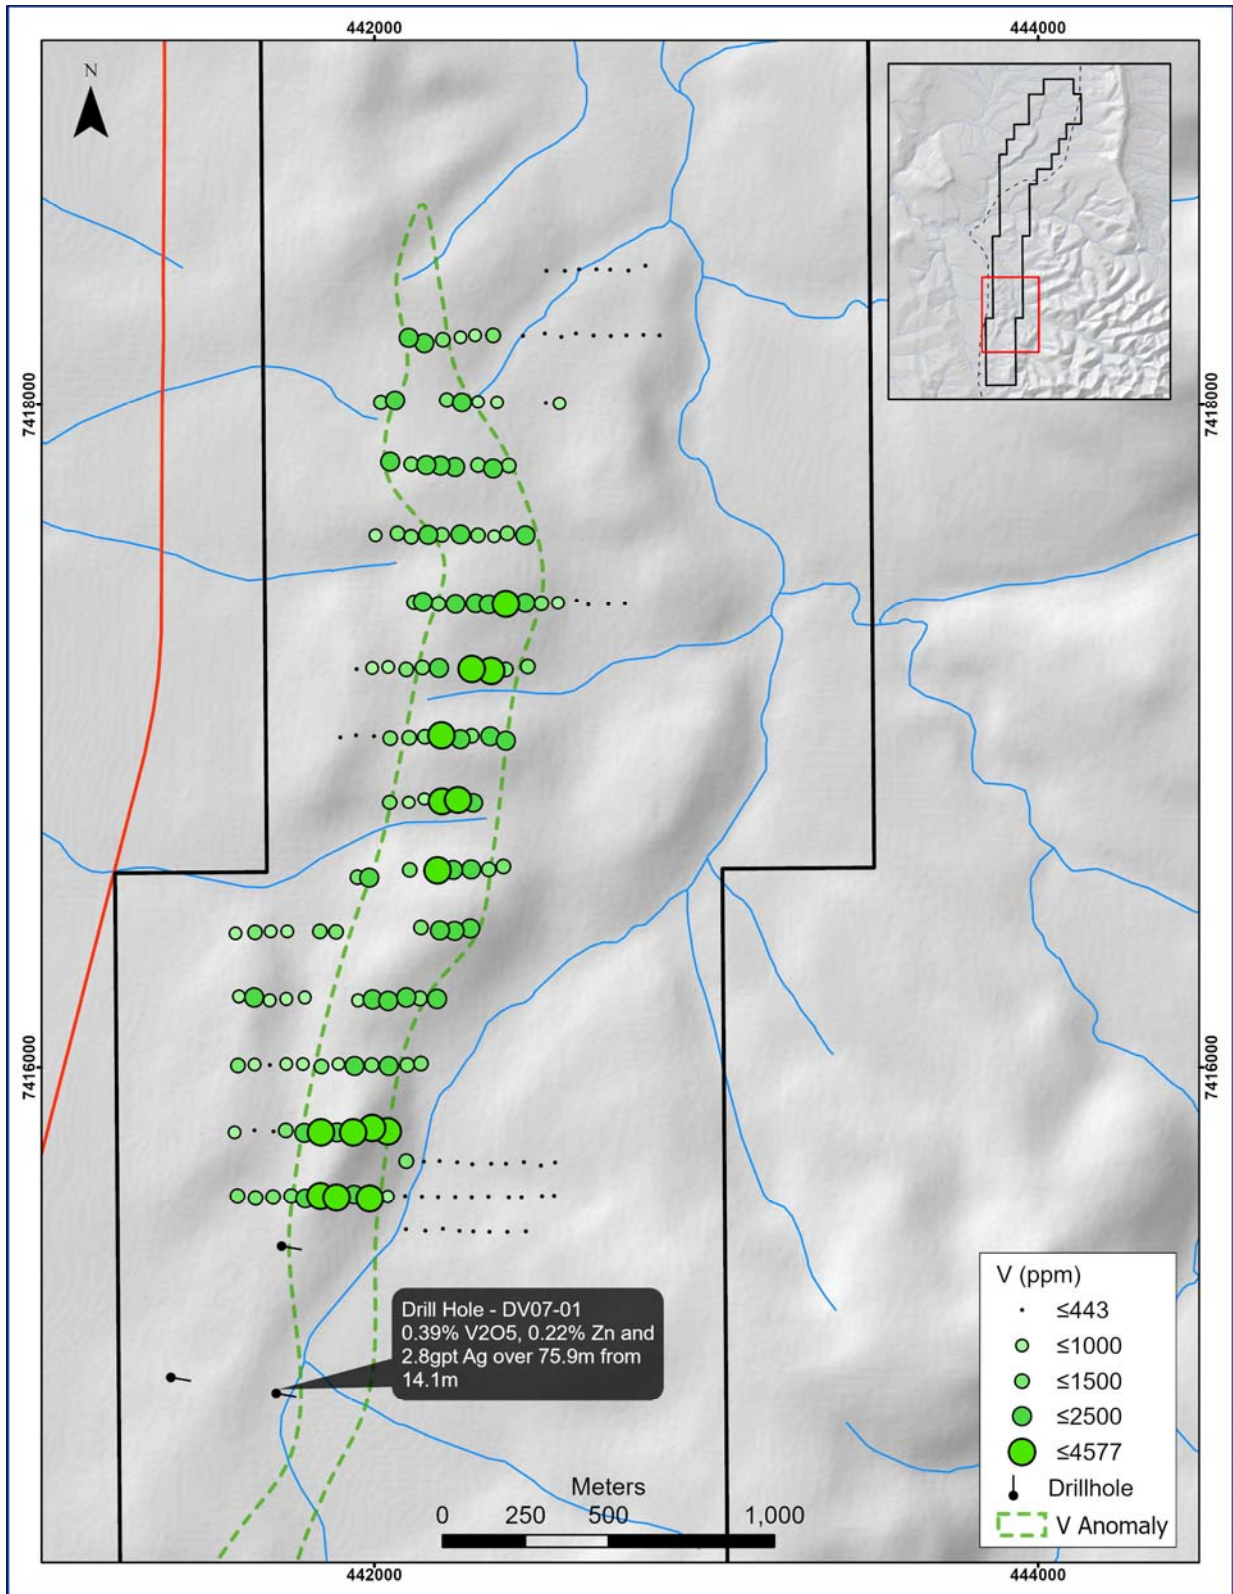 442000
444000
N
7418000
7418000
7416000
7416000
Drill Hole - DV07-01
0.39% V2O5, 0.22% Zn and
2.8gpt Ag over 75.9m from
14.1m
V (ppm)
≤443
≤1000
≤1500
≤2500
≤4577
Drillhole
V Anomaly
Meters
0 250 500 1,000
442000
444000